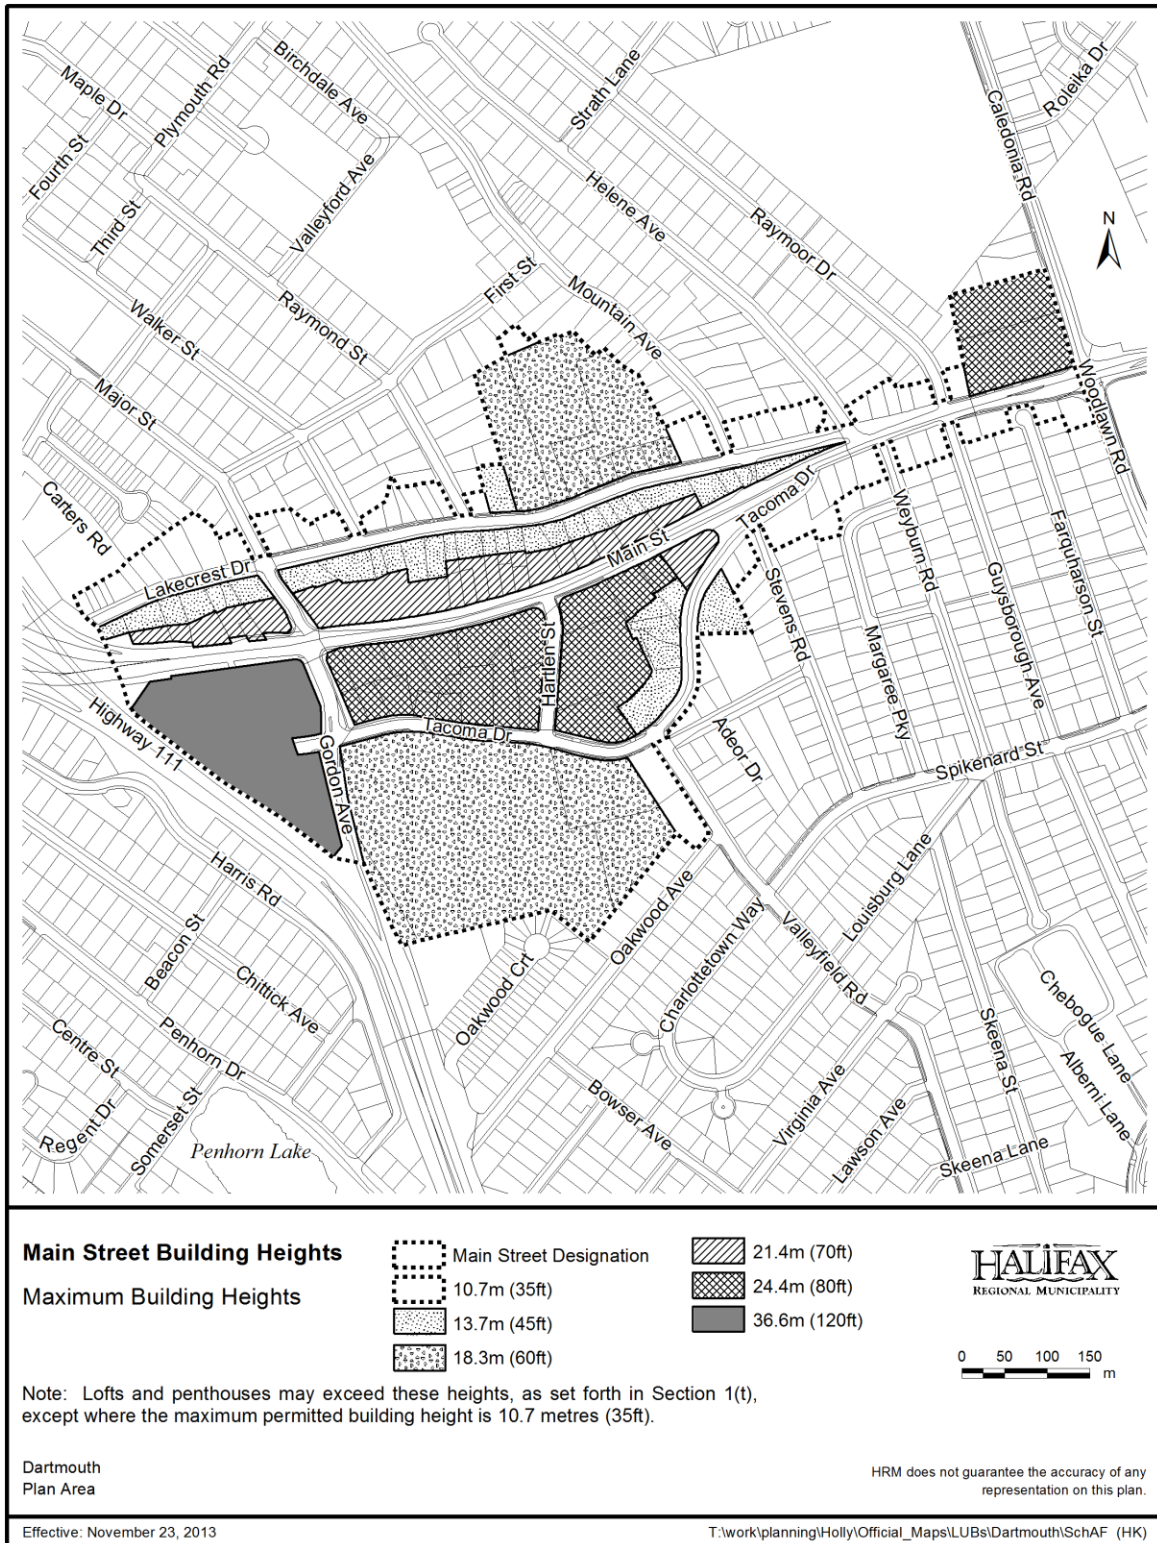 Birchdale Ave
Plymouth Rd
Maple Dr
Strath Lane
Roleika Dr
Caledonia Rd
Fourth St
Third St
Valleyford Ave
Helene Ave
Raymoor Dr
N
First St
Mountain Ave
Walker St
Raymond St
Major St
Woodlawn Rd
Carters Rd
Lakecrest Dr
Main St
Tacoma Dr
Weyburn Rd
Farquharson St
Guysborough Ave
Stevens Rd
Margaree Pky
Hartlen St
Highway 111
Gordon Ave
Tacoma Dr
Adeor Dr
Spikenard St
Harris Rd
Louisburg Lane
Oakwood Ave
Beacon St
Charlottetown Way
Valleyfield Rd
Chittick Ave
Oakwood Crt
Chebogue Lane
Centre St
Penhorn Dr
Skeena St
Alberni Lane
Regent Dr
Somerset St
Bowser Ave
Virginia Ave
Lawson Ave
Skeena Lane
Penhorn Lake
Main Street Building Heights
Maximum Building Heights
Main Street Designation
10.7m (35ft)
13.7m (45ft)
18.3m (60ft)
21.4m (70ft)
24.4m (80ft)
36.6m (120ft)
HALIFAX
REGIONAL MUNICIPALITY
0 50 100 150
m
Note: Lofts and penthouses may exceed these heights, as set forth in Section 1(t),
except where the maximum permitted building height is 10.7 metres (35ft).
Dartmouth
Plan Area
HRM does not guarantee the accuracy of any
representation on this plan.
Effective: November 23, 2013
T:\work\planning\Holly\Official_Maps\LUBs\Dartmouth\SchAF (HK)